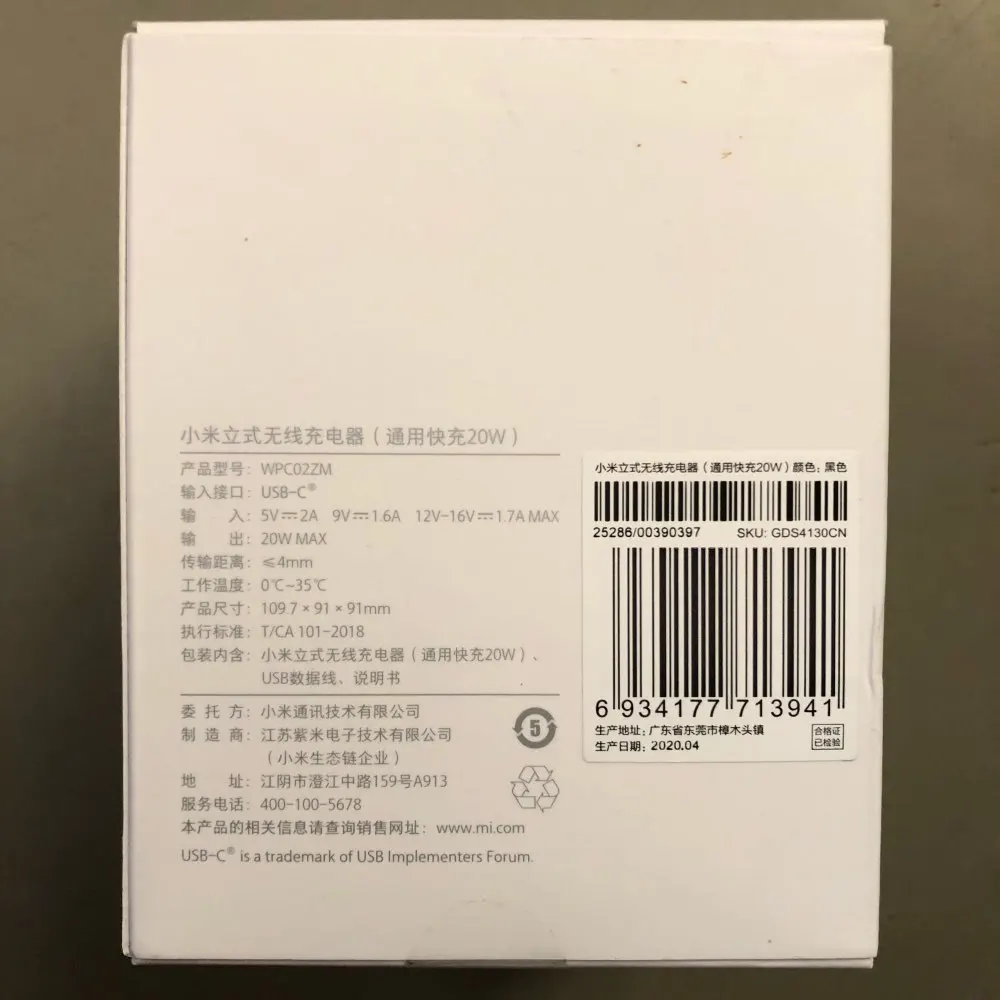 小米立式无线充电器（通用快充20W）
产品型号：WPC02ZM
输入接口：USB-C®
输　　入：5V⎓2A　9V⎓1.6A　12V-16V⎓1.7A MAX
输　　出：20W MAX
传输距离：≤4mm
工作温度：0℃~35℃
产品尺寸：109.7 × 91 × 91mm
执行标准：T/CA 101-2018
包装内含：小米立式无线充电器（通用快充20W）、
USB数据线、说明书
委 托 方：小米通讯技术有限公司
制 造 商：江苏紫米电子技术有限公司
（小米生态链企业）
地　　址：江阴市澄江中路159号A913
服务电话：400-100-5678
本产品的相关信息请查询销售网址：www.mi.com
USB-C® is a trademark of USB Implementers Forum.
5
小米立式无线充电器（通用快充20W）颜色：黑色
25286/00390397　SKU: GDS4130CN
6 934177 713941
生产地址：广东省东莞市樟木头镇
生产日期：2020.04
合格证
已检验